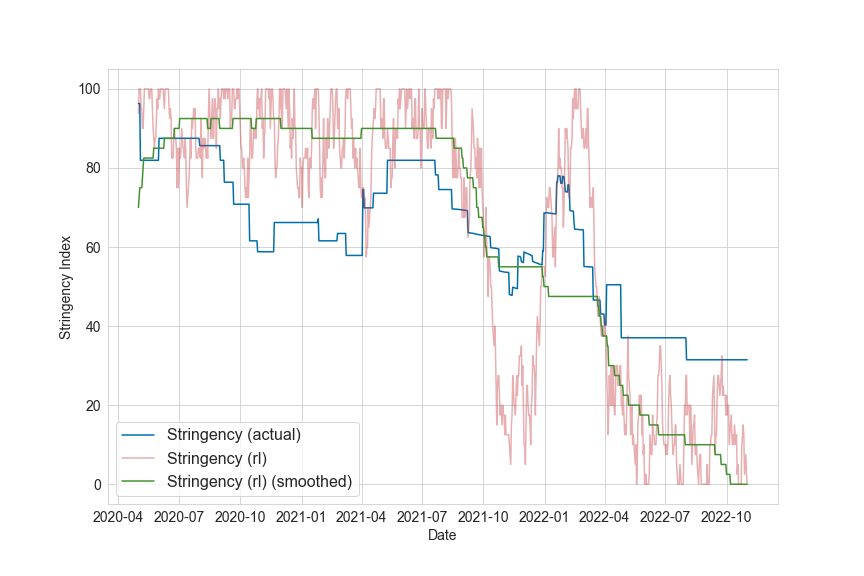 100
80
60
40
20
0
Stringency Index
Stringency (actual)
Stringency (rl)
Stringency (rl) (smoothed)
2020-04 2020-07 2020-10 2021-01 2021-04 2021-07 2021-10 2022-01 2022-04 2022-07 2022-10
Date